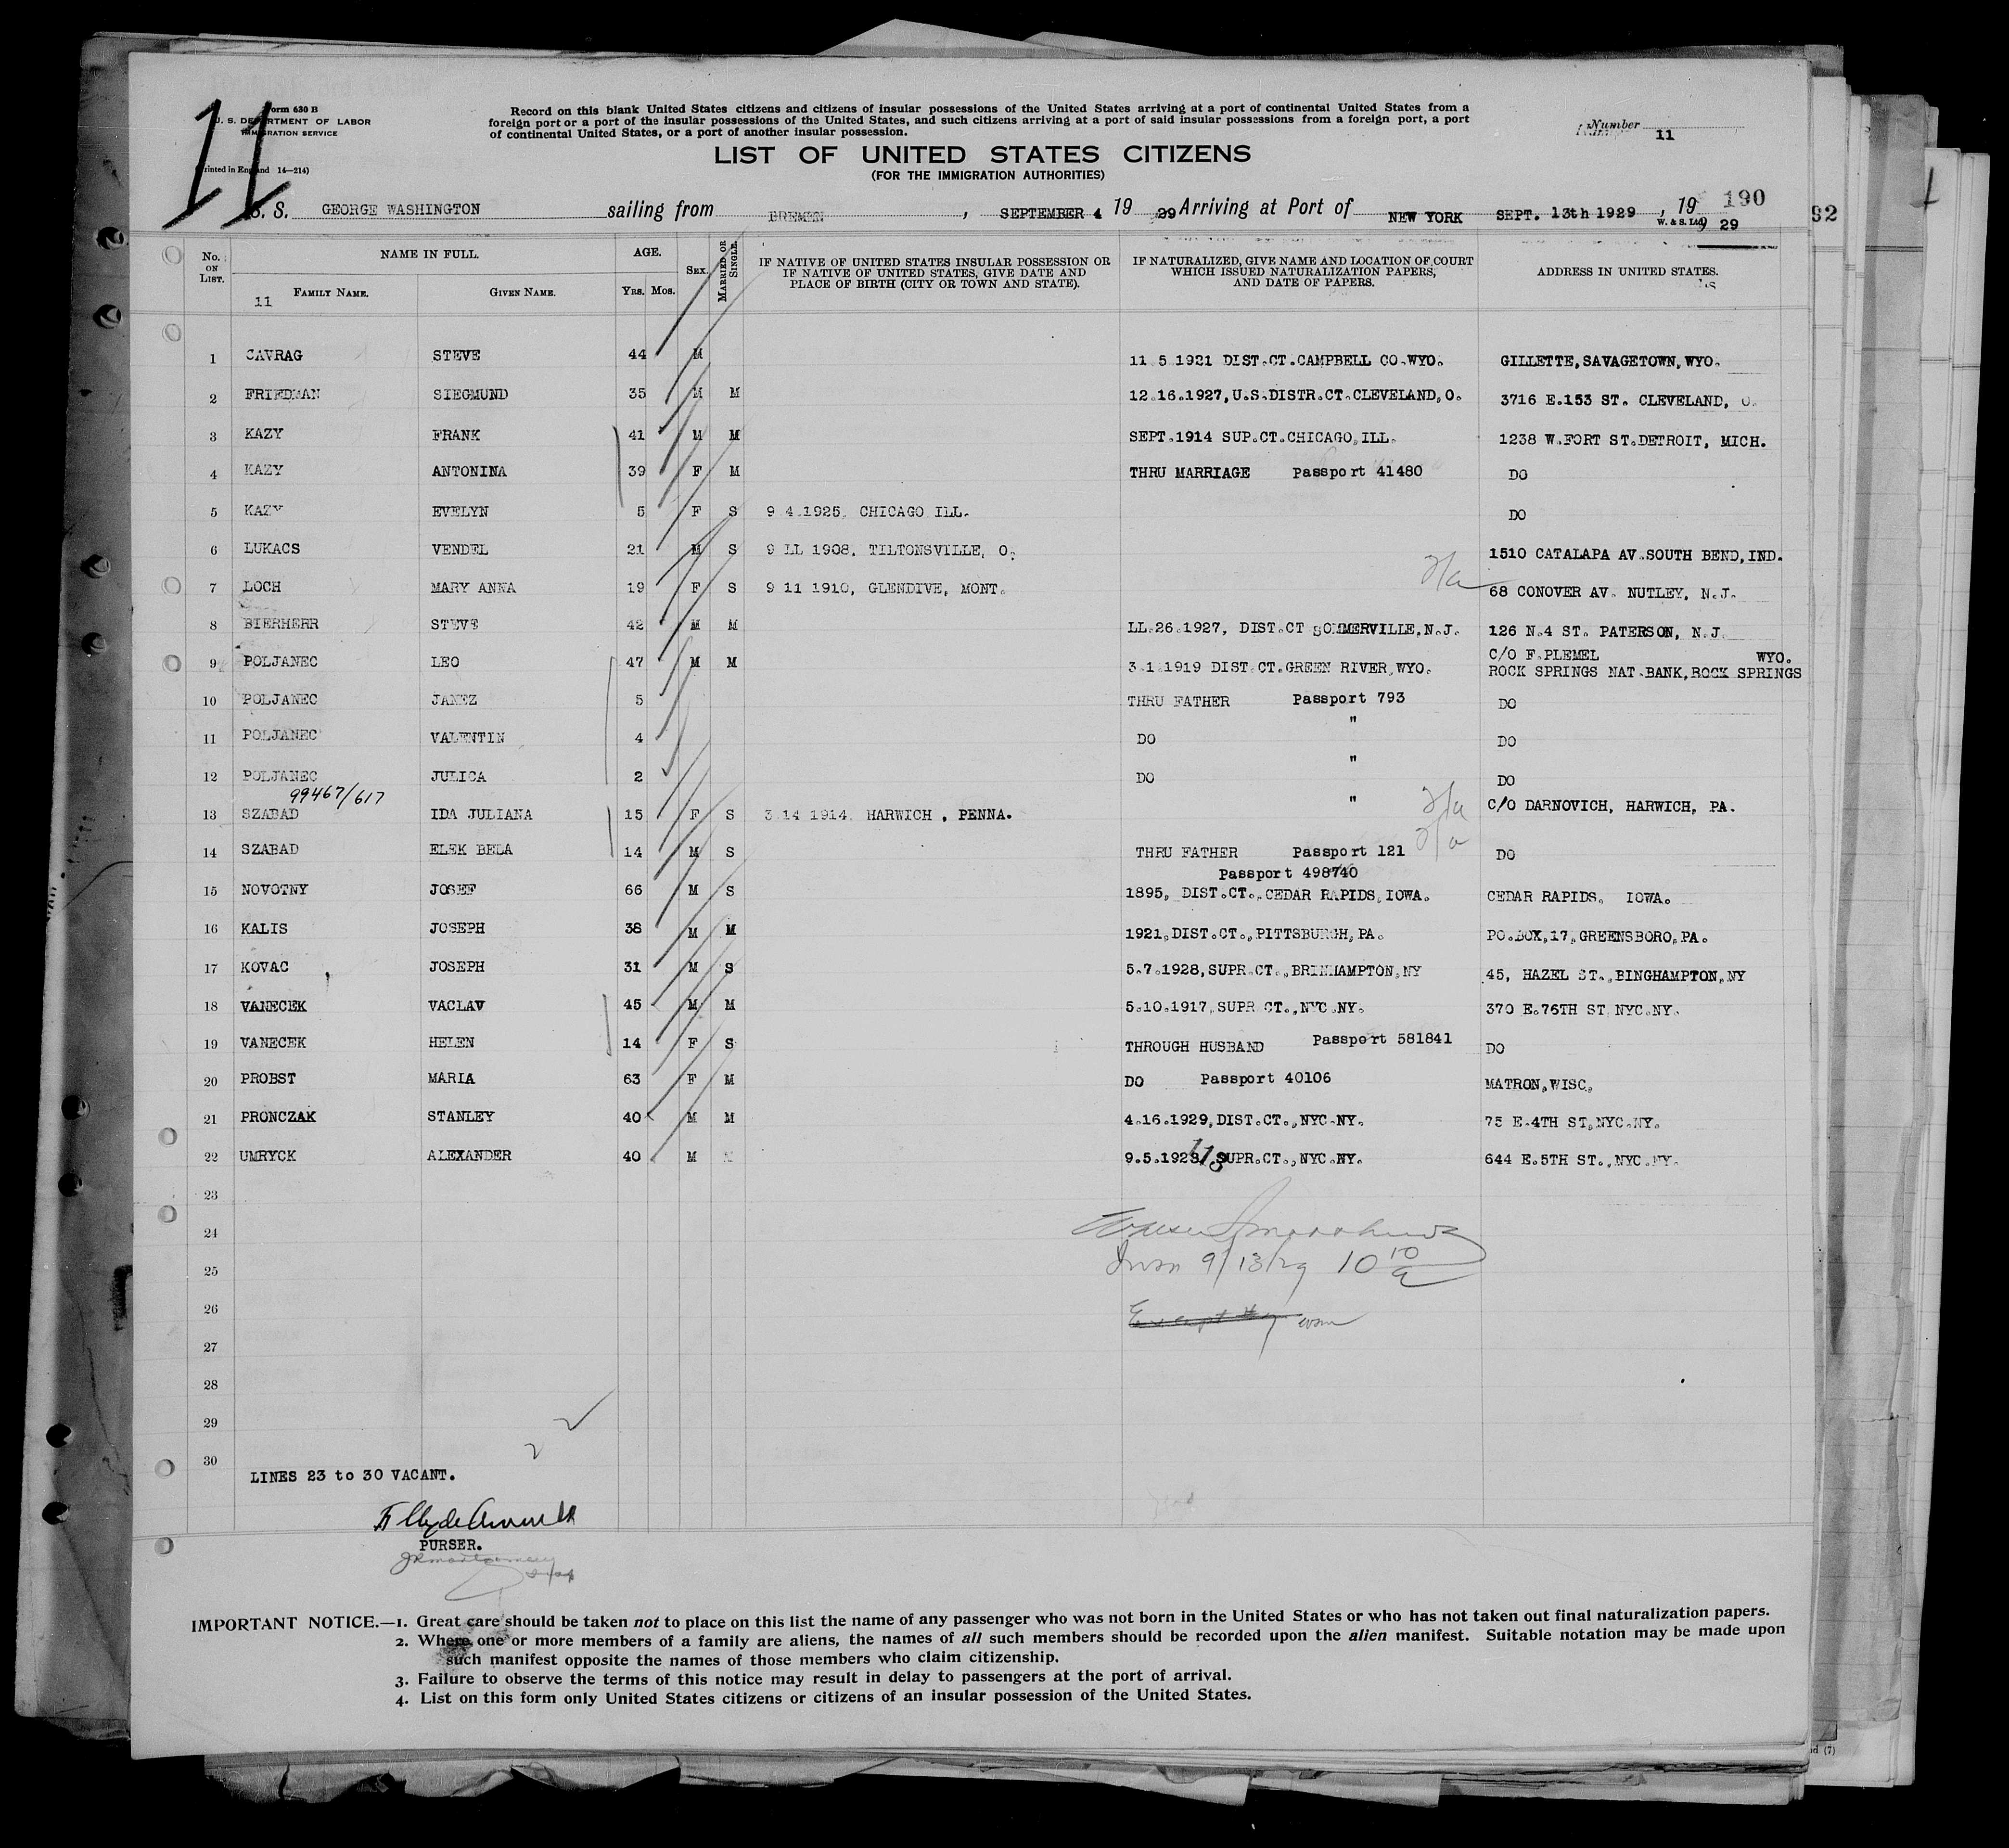 11
Form 630 B
U. S. DEPARTMENT OF LABOR
IMMIGRATION SERVICE
(Printed in England 14—214)
Record on this blank United States citizens and citizens of insular possessions of the United States arriving at a port of continental United States from a
foreign port or a port of the insular possessions of the United States, and such citizens arriving at a port of said insular possessions from a foreign port, a port
of continental United States, or a port of another insular possession.
Number 11
LIST OF UNITED STATES CITIZENS
(FOR THE IMMIGRATION AUTHORITIES)
S. S. GEORGE WASHINGTON sailing from BREMEN, SEPTEMBER 4 19 29 Arriving at Port of NEW YORK SEPT. 13th 1929, 19 29
190
W. & S. Ltd
82
No. ON LIST.
NAME IN FULL.
FAMILY NAME.
GIVEN NAME.
AGE.
YRS. MOS.
SEX.
MARRIED OR SINGLE.
IF NATIVE OF UNITED STATES INSULAR POSSESSION OR
IF NATIVE OF UNITED STATES, GIVE DATE AND
PLACE OF BIRTH (CITY OR TOWN AND STATE).
IF NATURALIZED, GIVE NAME AND LOCATION OF COURT
WHICH ISSUED NATURALIZATION PAPERS,
AND DATE OF PAPERS.
ADDRESS IN UNITED STATES.
11
1 CAVRAG STEVE 44 M 11 5 1921 DIST.CT.CAMPBELL CO.WYO. GILLETTE,SAVAGETOWN,WYO.
2 FRIEDMAN SIEGMUND 35 M M 12.16.1927,U.S.DISTR.CT.CLEVELAND,O. 3716 E.153 ST. CLEVELAND, O.
3 KAZY FRANK 41 M M SEPT.1914 SUP.CT.CHICAGO,ILL. 1238 W.FORT ST.DETROIT, MICH.
4 KAZY ANTONINA 39 F M THRU MARRIAGE Passport 41480 DO
5 KAZY EVELYN 5 F S 9 4.1925, CHICAGO ILL. DO
6 LUKACS VENDEL 21 M S 9 LL 1908, TILTONSVILLE, O. 1510 CATALAPA AV.SOUTH BEND,IND.
7 LOCH MARY ANNA 19 F S 9 11 1910, GLENDIVE, MONT. 68 CONOVER AV. NUTLEY, N.J.
8 BIERHERR STEVE 42 M M LL.26.1927, DIST.CT SOMMERVILLE,N.J. 126 N.4 ST. PATERSON, N.J.
9 POLJANEC LEO 47 M M 3.1.1919 DIST.CT.GREEN RIVER,WYO. C/O F.PLEMEL WYO.
ROCK SPRINGS NAT.BANK,ROCK SPRINGS
10 POLJANEC JANEZ 5 THRU FATHER Passport 793 DO
11 POLJANEC VALENTIN 4 DO " DO
12 POLJANEC JULICA 2 DO " DO
99467/617
13 SZABAD IDA JULIANA 15 F S 3 14 1914, HARWICH, PENNA. " C/O DARNOVICH, HARWICH, PA.
14 SZABAD ELEK BELA 14 M S THRU FATHER Passport 121 DO
Passport 498740
15 NOVOTNY JOSEF 66 M S 1895, DIST.CT., CEDAR RAPIDS,IOWA. CEDAR RAPIDS, IOWA.
16 KALIS JOSEPH 38 M M 1921,DIST.CT.,PITTSBURGH,PA. PO.BOX,17,GREENSBORO,PA.
17 KOVAC JOSEPH 31 M S 5.7.1928,SUPR.CT.,BRINHAMPTON,NY 45, HAZEL ST.,BINGHAMPTON,NY
18 VANECEK VACLAV 45 M M 5.10.1917,SUPR CT.,NYC.NY. 370 E.76TH ST NYC.NY.
19 VANECEK HELEN 14 F S THROUGH HUSBAND Passport 581841 DO
20 PROBST MARIA 63 F M DO Passport 40106 MATRON,WISC,
21 PRONCZAK STANLEY 40 M M 4.16.1929,DIST.CT.,NYC.NY. 75 E.4TH ST,NYC.NY.
22 UMRYCK ALEXANDER 40 M 9.5.1928,SUPR.CT.,NYC.NY. 644 E.5TH ST.,NYC.NY.
23
24
25 9/13/29 10 10/a
26
27
28
29
30
LINES 23 to 30 VACANT.
PURSER.
IMPORTANT NOTICE.—1. Great care should be taken not to place on this list the name of any passenger who was not born in the United States or who has not taken out final naturalization papers.
2. Where one or more members of a family are aliens, the names of all such members should be recorded upon the alien manifest. Suitable notation may be made upon
such manifest opposite the names of those members who claim citizenship.
3. Failure to observe the terms of this notice may result in delay to passengers at the port of arrival.
4. List on this form only United States citizens or citizens of an insular possession of the United States.